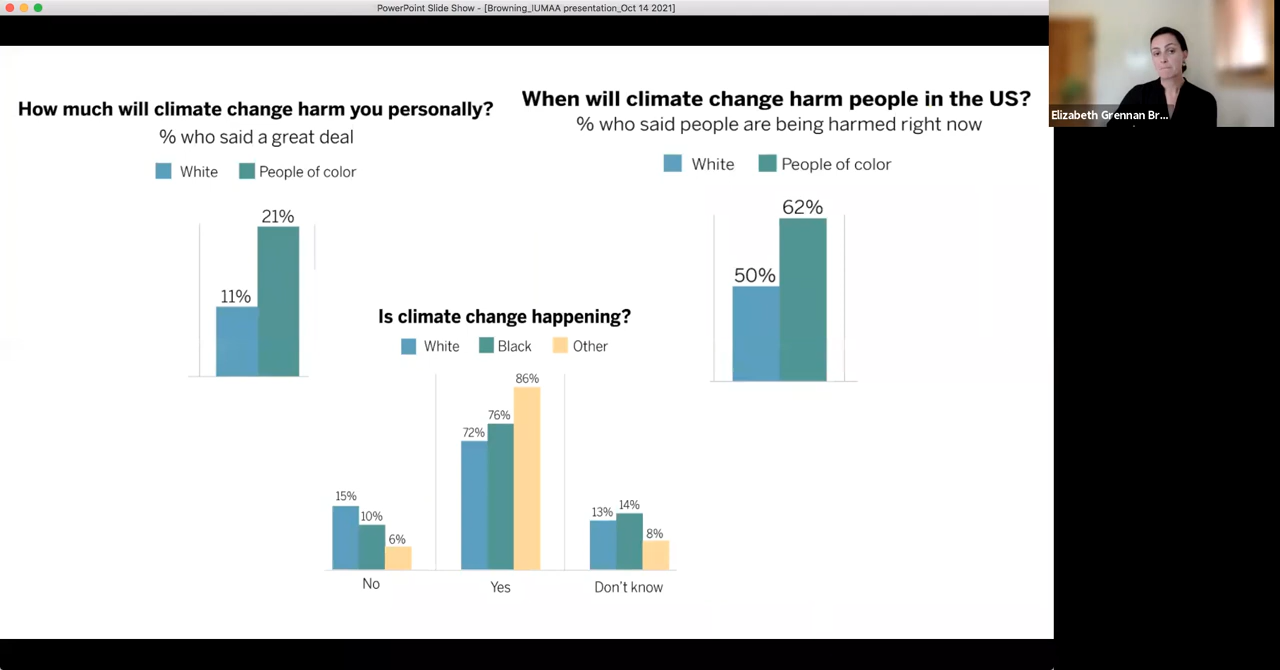 PowerPoint Slide Show - [Browning_IUMAA presentation_Oct 14 2021]
Elizabeth Grennan Br...
How much will climate change harm you personally?
% who said a great deal
White People of color
21%
11%
When will climate change harm people in the US?
% who said people are being harmed right now
White People of color
62%
50%
Is climate change happening?
White Black Other
86%
76%
72%
15%
10%
6%
13%
14%
8%
No Yes Don't know